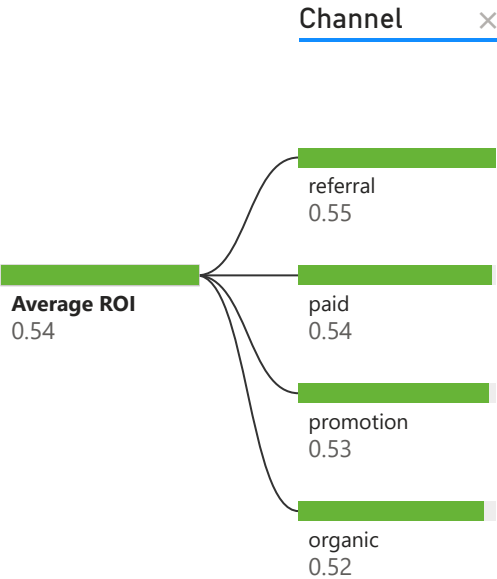 Channel
referral
0.55
Average ROI
0.54
paid
0.54
promotion
0.53
organic
0.52